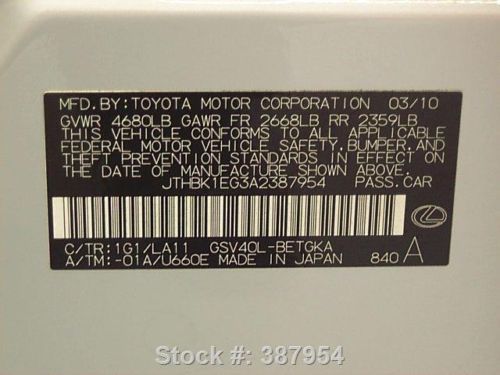 MFD. BY: TOYOTA MOTOR CORPORATION 03/10
GVWR 4680LB GAWR FR 2668LB RR 2359LB
THIS VEHICLE CONFORMS TO ALL APPLICABLE
FEDERAL MOTOR VEHICLE SAFETY, BUMPER, AND
THEFT PREVENTION STANDARDS IN EFFECT ON
THE DATE OF MANUFACTURE SHOWN ABOVE.
JTHBK1EG3A2387954 PASS. CAR
C/TR: 1G1/LA11 GSV40L-BETGKA
A/TM: -01A/U660E MADE IN JAPAN 840 A
Stock #: 387954